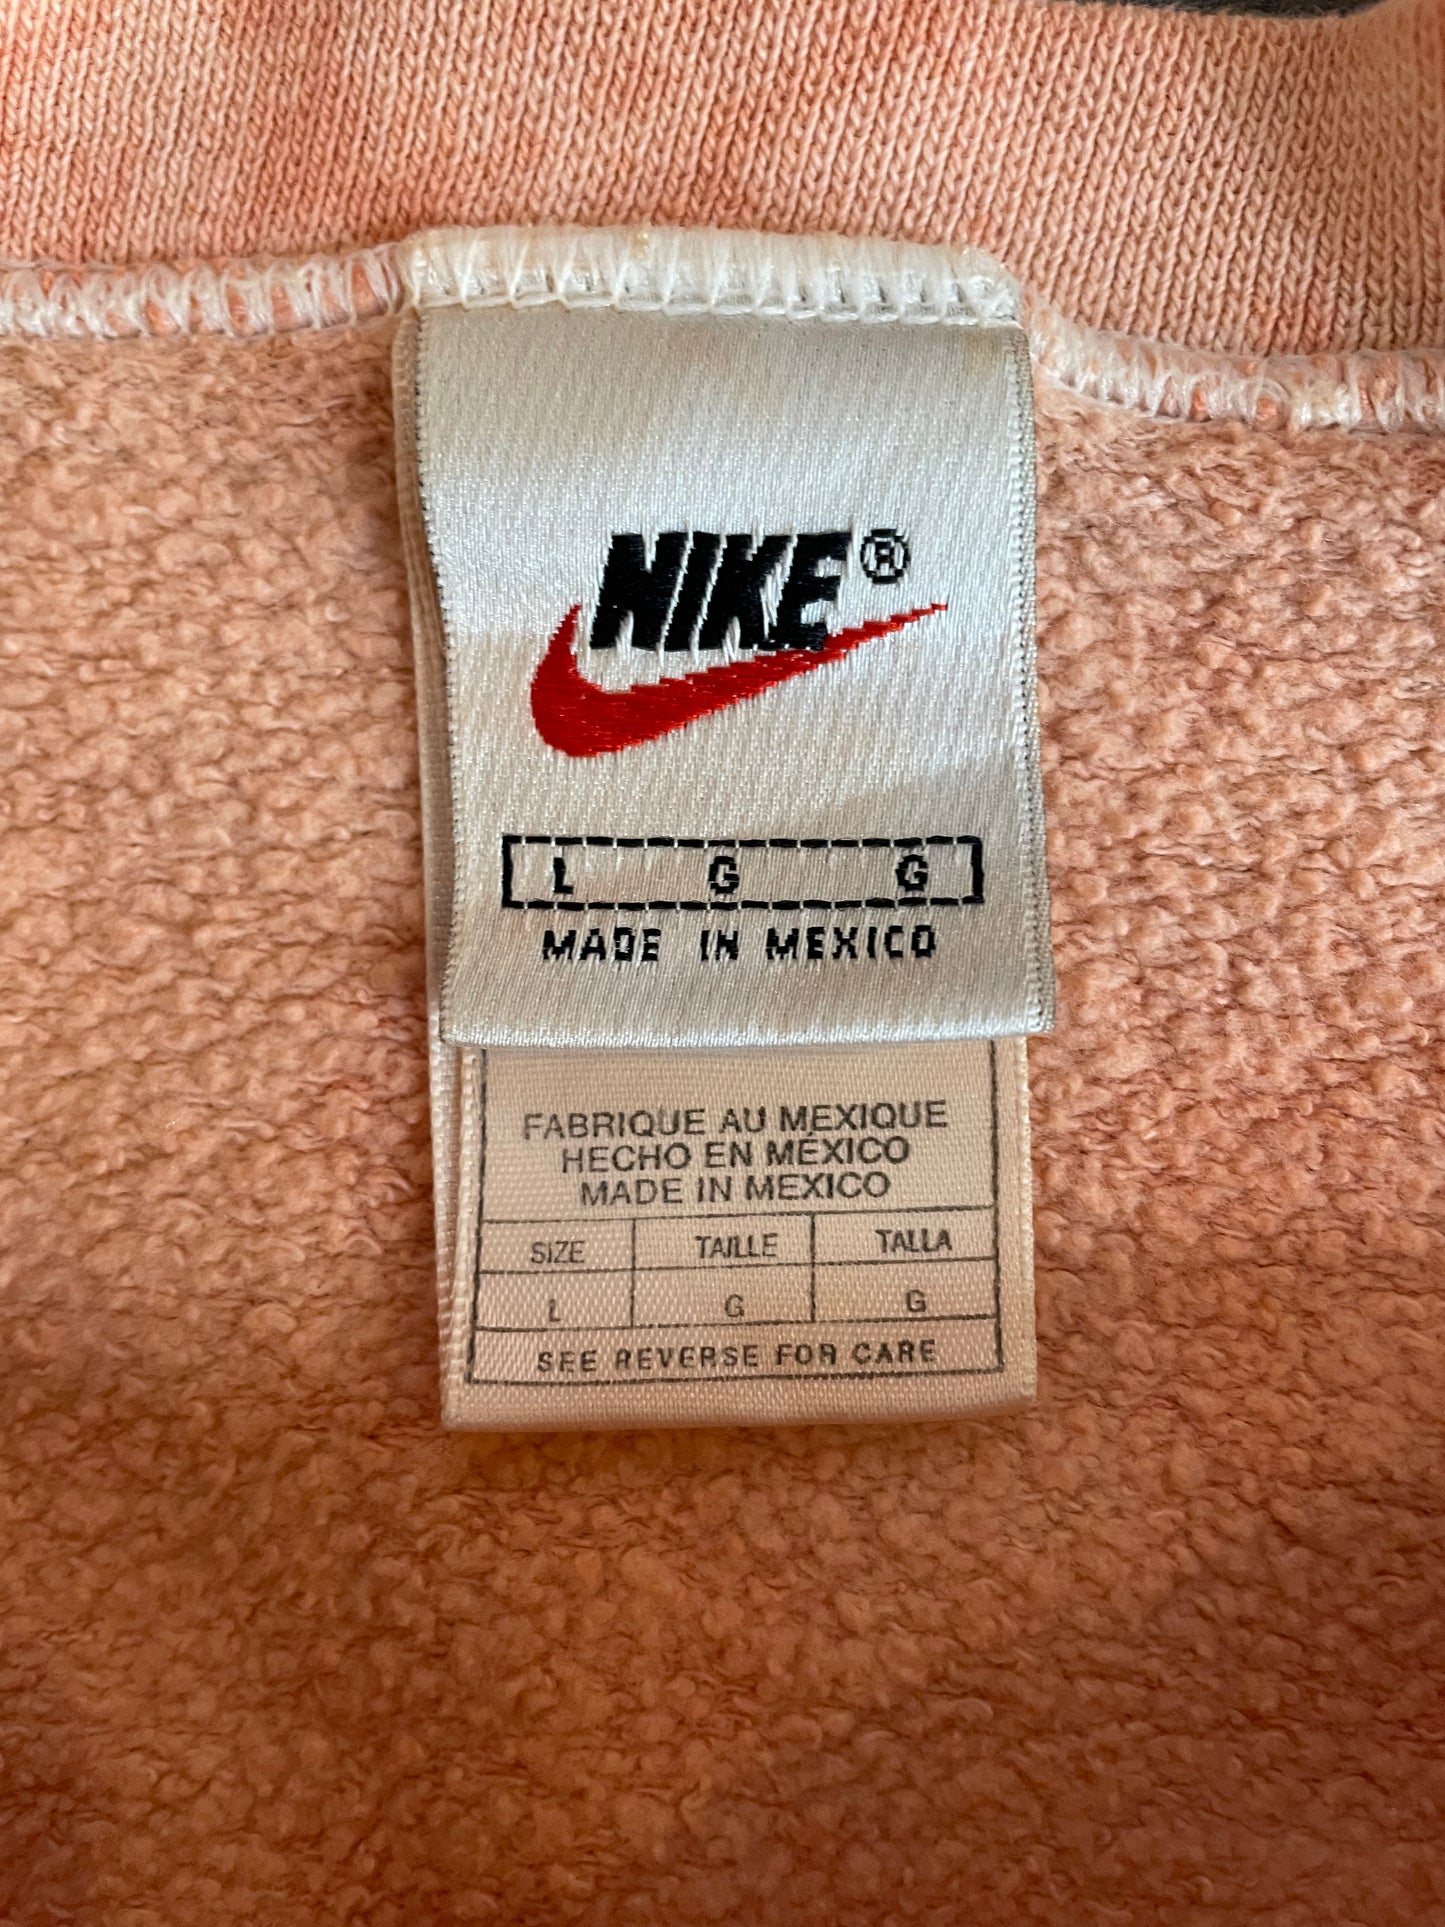 NIKE®
L G G
MADE IN MEXICO
FABRIQUE AU MEXIQUE
HECHO EN MÉXICO
MADE IN MEXICO
SIZE TAILLE TALLA
L G G
SEE REVERSE FOR CARE